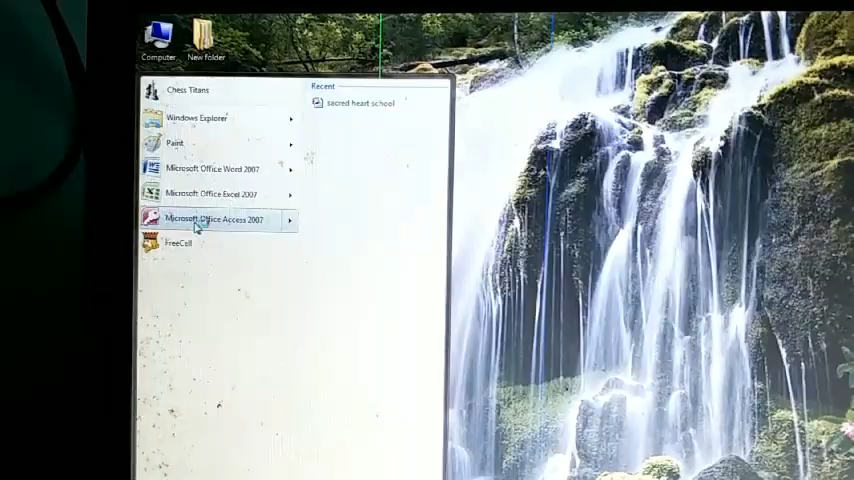 Computer
New folder
Chess Titans
Windows Explorer
Paint
Microsoft Office Word 2007
Microsoft Office Excel 2007
Microsoft Office Access 2007
FreeCell
Recent
sacred heart school